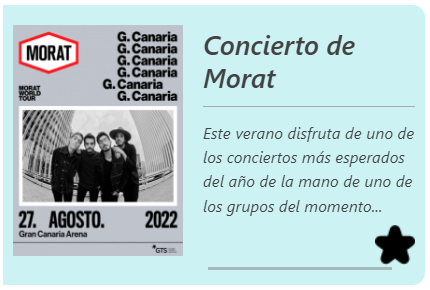 MORAT
G. Canaria
G. Canaria
G. Canaria
G. Canaria
G. Canaria
G. Canaria
MORAT
WORLD
TOUR
27. AGOSTO. 2022
Gran Canaria Arena
GTS
Concierto de
Morat
Este verano disfruta de uno de
los conciertos más esperados
del año de la mano de uno de
los grupos del momento...